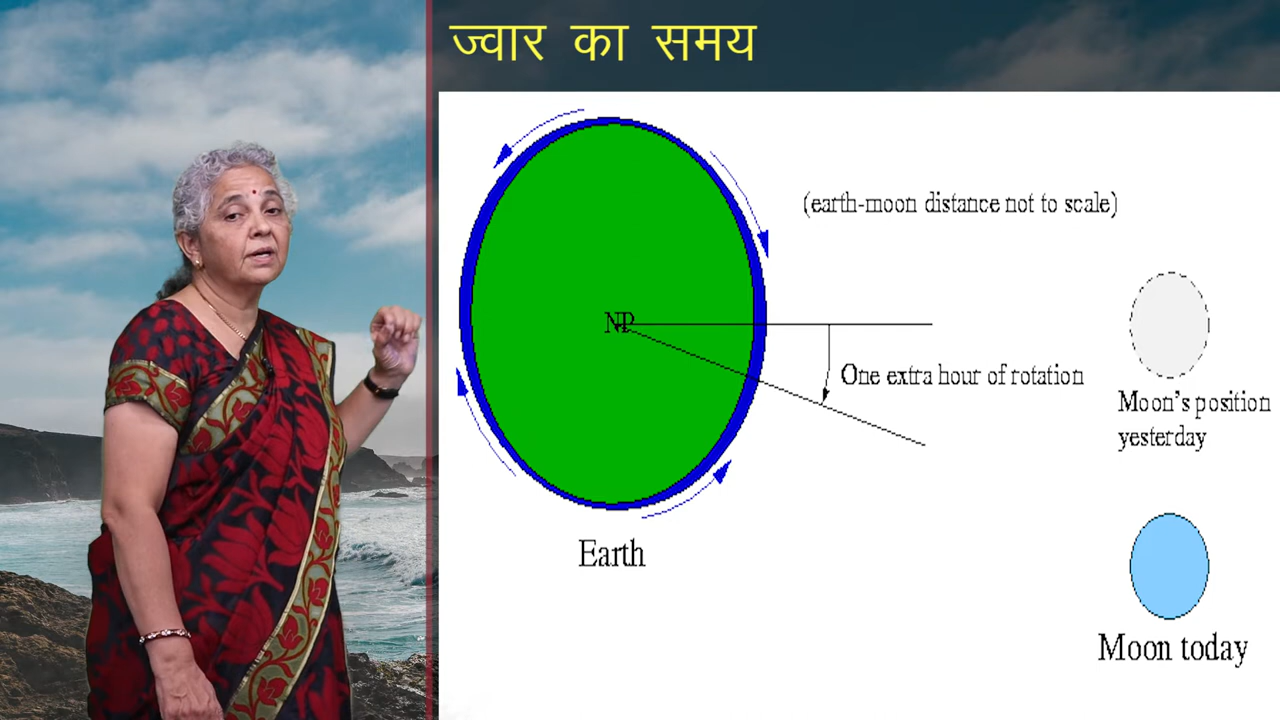 ज्वार का समय
(earth-moon distance not to scale)
NP
One extra hour of rotation
Moon's position
yesterday
Earth
Moon today